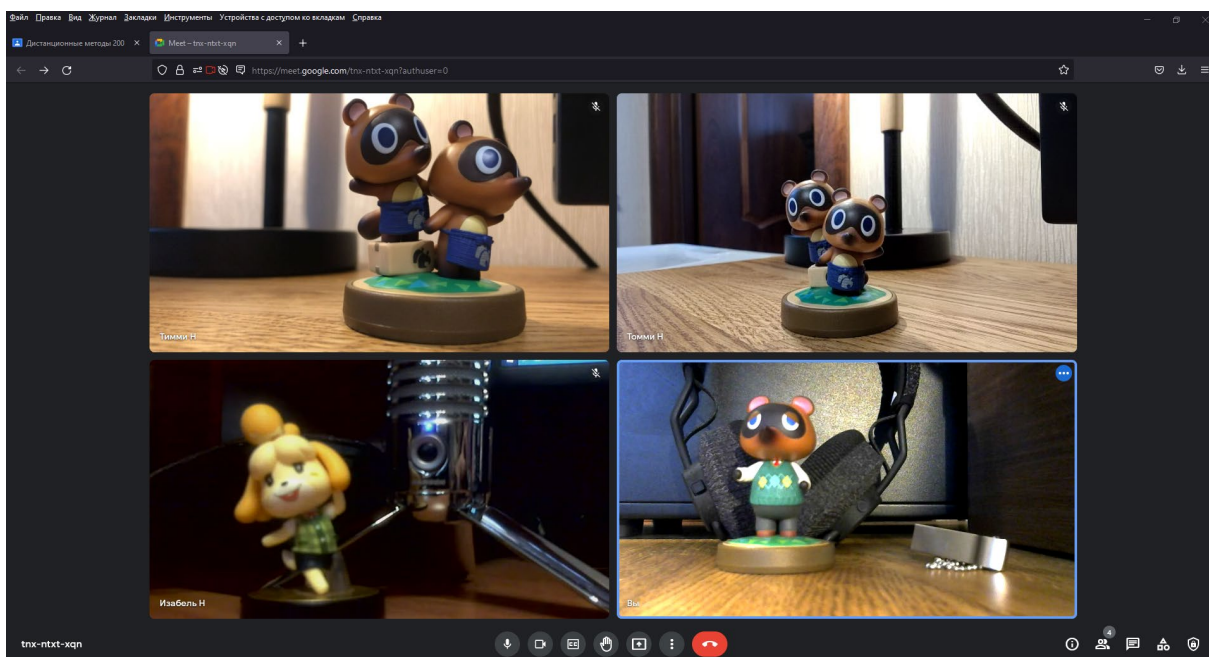 Файл Правка Вид Журнал Закладки Инструменты Устройства с доступом ко вкладкам Справка
Дистанционные методы 200
Meet – tnx-ntxt-xqn
https://meet.google.com/tnx-ntxt-xqn?authuser=0
Тимми Н
Томми Н
Изабель Н
Вы
tnx-ntxt-xqn
CC
4